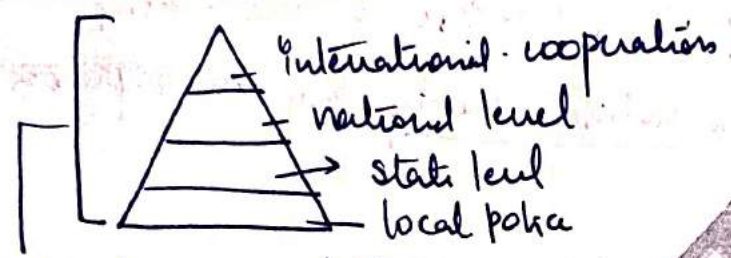 international cooperation
national level
state level
local police